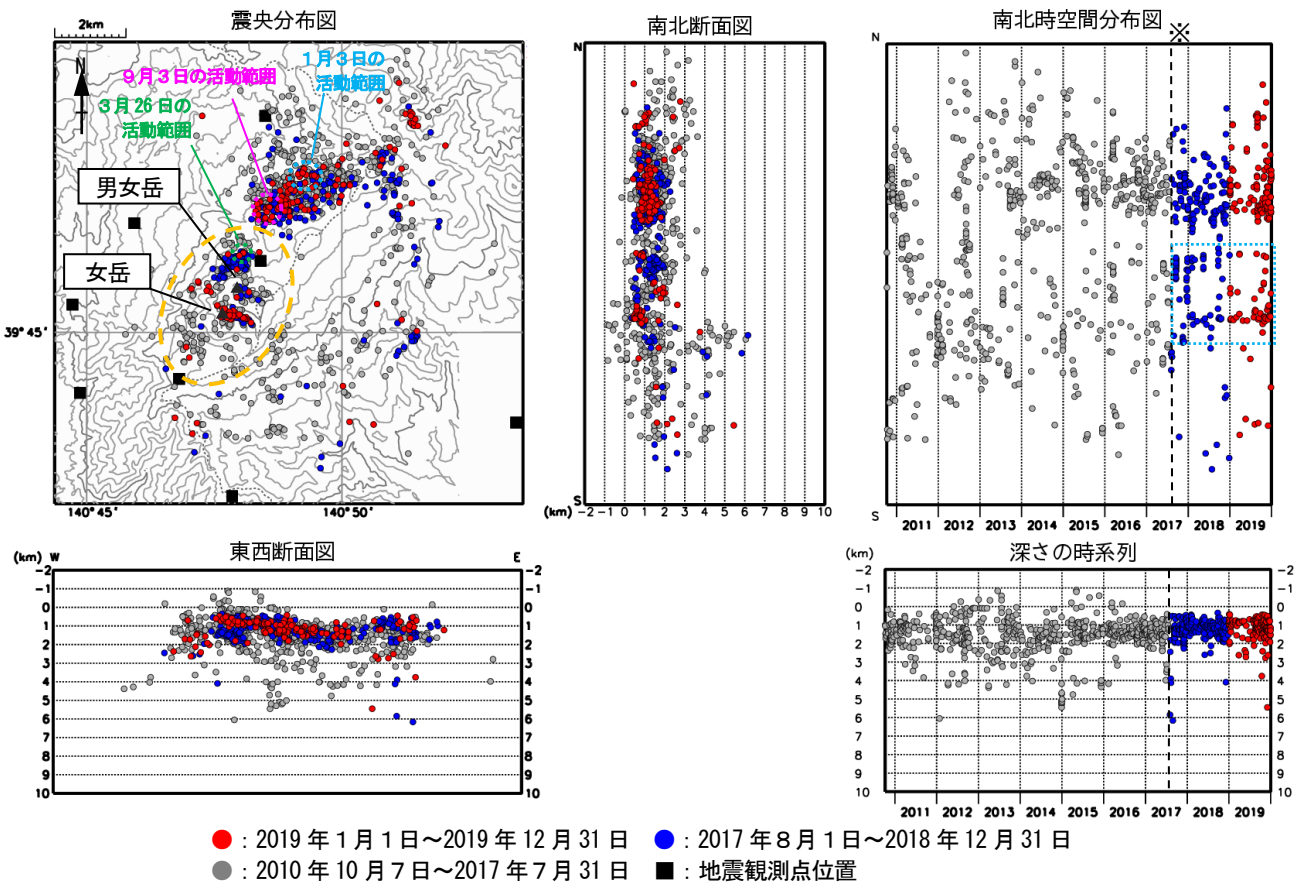 震央分布図
2km
N
9月3日の活動範囲
1月3日の
活動範囲
3月26日の
活動範囲
男女岳
女岳
39°45'
140°45'
140°50'
南北断面図
N
S
(km)
-2 -1 0 1 2 3 4 5 6 7 8 9 10
南北時空間分布図
※
N
S
2011 2012 2013 2014 2015 2016 2017 2018 2019
東西断面図
(km) W E
-2 -2
-1 -1
0 0
1 1
2 2
3 3
4 4
5 5
6 6
7 7
8 8
9 9
10 10
深さの時系列
(km)
-2 -2
-1 -1
0 0
1 1
2 2
3 3
4 4
5 5
6 6
7 7
8 8
9 9
10 10
2011 2012 2013 2014 2015 2016 2017 2018 2019
●：2019年1月1日～2019年12月31日 ●：2017年8月1日～2018年12月31日
●：2010年10月7日～2017年7月31日 ■：地震観測点位置